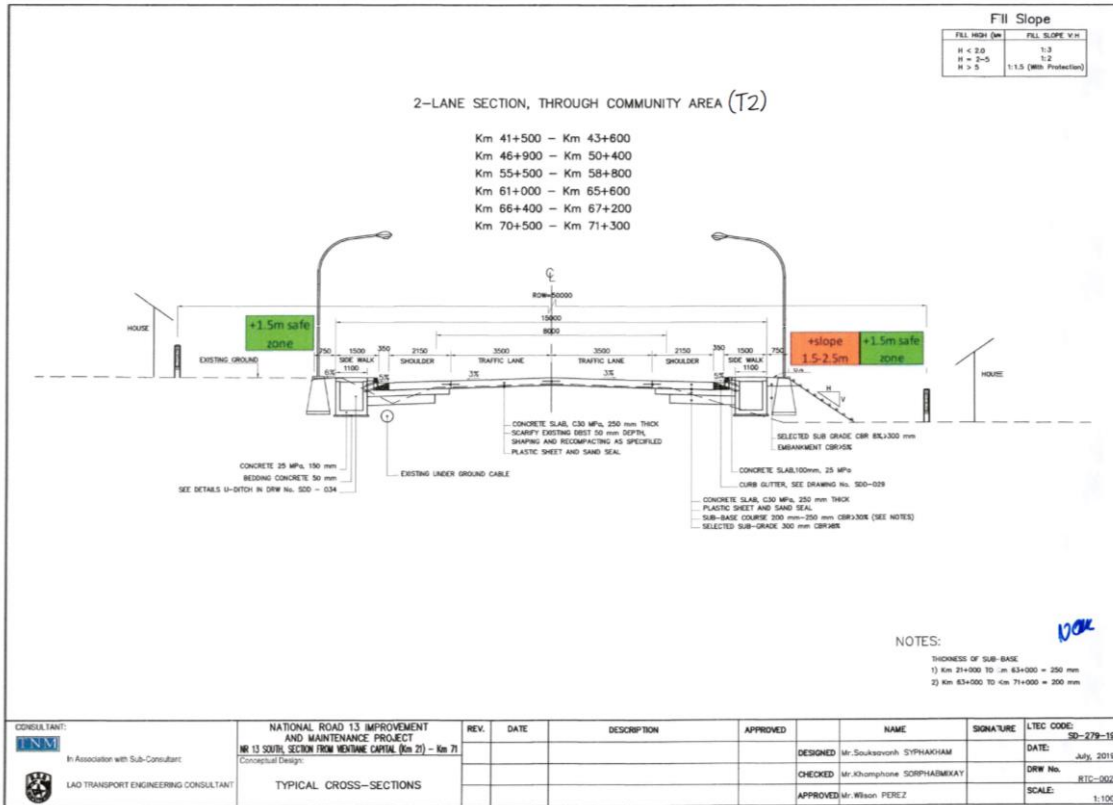 Fill Slope
FILL HIGH (M) FILL SLOPE V:H
H < 2.0 1:3
H = 2-5 1:2
H > 5 1:1.5 (With Protection)
2-LANE SECTION, THROUGH COMMUNITY AREA (T2)
Km 41+500 - Km 43+600
Km 46+900 - Km 50+400
Km 55+500 - Km 58+800
Km 61+000 - Km 65+600
Km 66+400 - Km 67+200
Km 70+500 - Km 71+300
ROW=50000
15000
8000
HOUSE
+1.5m safe
zone
+slope
1.5-2.5m
+1.5m safe
zone
HOUSE
EXISTING GROUND
750 1500 350 2150 3500 3500 2150 350 1500 750
SIDE WALK SHOULDER TRAFFIC LANE TRAFFIC LANE SHOULDER SIDE WALK
1100 1100
6% 5% 3% 3% 5%
H
V
CONCRETE SLAB, C30 MPa, 250 mm THICK
SCARIFY EXISTING DBST 50 mm DEPTH,
SHAPING AND RECOMPACTING AS SPECIFIED
PLASTIC SHEET AND SAND SEAL
SELECTED SUB GRADE CBR 8%,≥300 mm
EMBANKMENT CBR≥5%
CONCRETE 25 MPa, 150 mm
BEDDING CONCRETE 50 mm
SEE DETAILS U-DITCH IN DRW No. SDD - 034
EXISTING UNDER GROUND CABLE
CONCRETE SLAB,100mm, 25 MPa
CURB GUTTER, SEE DRAWING No. SDD-029
CONCRETE SLAB, C30 MPa, 250 mm THICK
PLASTIC SHEET AND SAND SEAL
SUB-BASE COURSE 200 mm-250 mm CBR≥30% (SEE NOTES)
SELECTED SUB-GRADE 300 mm CBR≥8%
NOTES:
THICKNESS OF SUB-BASE
1) Km 21+000 TO Km 63+000 = 250 mm
2) Km 63+000 TO Km 71+000 = 200 mm
CONSULTANT:
TNM
In Association with Sub-Consultant:
LAO TRANSPORT ENGINEERING CONSULTANT
NATIONAL ROAD 13 IMPROVEMENT
AND MAINTENANCE PROJECT
NR 13 SOUTH, SECTION FROM VIENTIANE CAPITAL (Km 21) - Km 71
Conceptual Design:
TYPICAL CROSS-SECTIONS
REV. DATE DESCRIPTION APPROVED
NAME SIGNATURE
DESIGNED Mr.Souksavanh SYPHAKHAM
CHECKED Mr.Khamphone SORPHABMIXAY
APPROVED Mr.Wilson PEREZ
LTEC CODE:
SD-279-19
DATE:
July, 2019
DRW No.
RTC-002
SCALE:
1:100